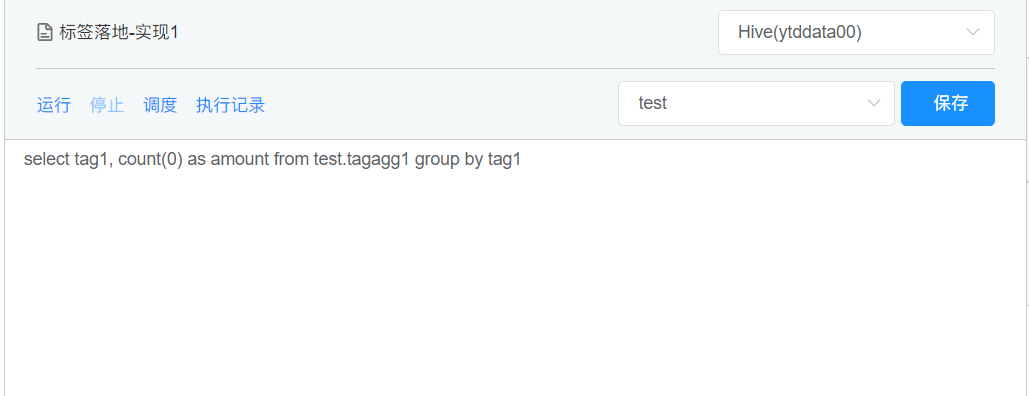 标签落地-实现1
Hive(ytddata00)
运行 停止 调度 执行记录
test
保存
select tag1, count(0) as amount from test.tagagg1 group by tag1